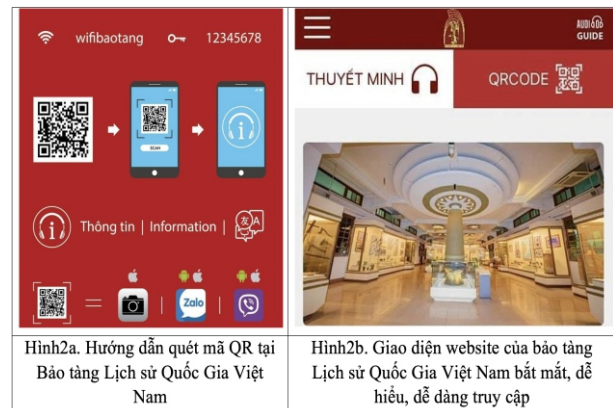 wifibaotang 12345678
SCAN
Thông tin | Information |
=
Zalo
AUDIO
GUIDE
THUYẾT MINH
QRCODE
Hình2a. Hướng dẫn quét mã QR tại
Bảo tàng Lịch sử Quốc Gia Việt
Nam
Hình2b. Giao diện website của bảo tàng
Lịch sử Quốc Gia Việt Nam bắt mắt, dễ
hiểu, dễ dàng truy cập